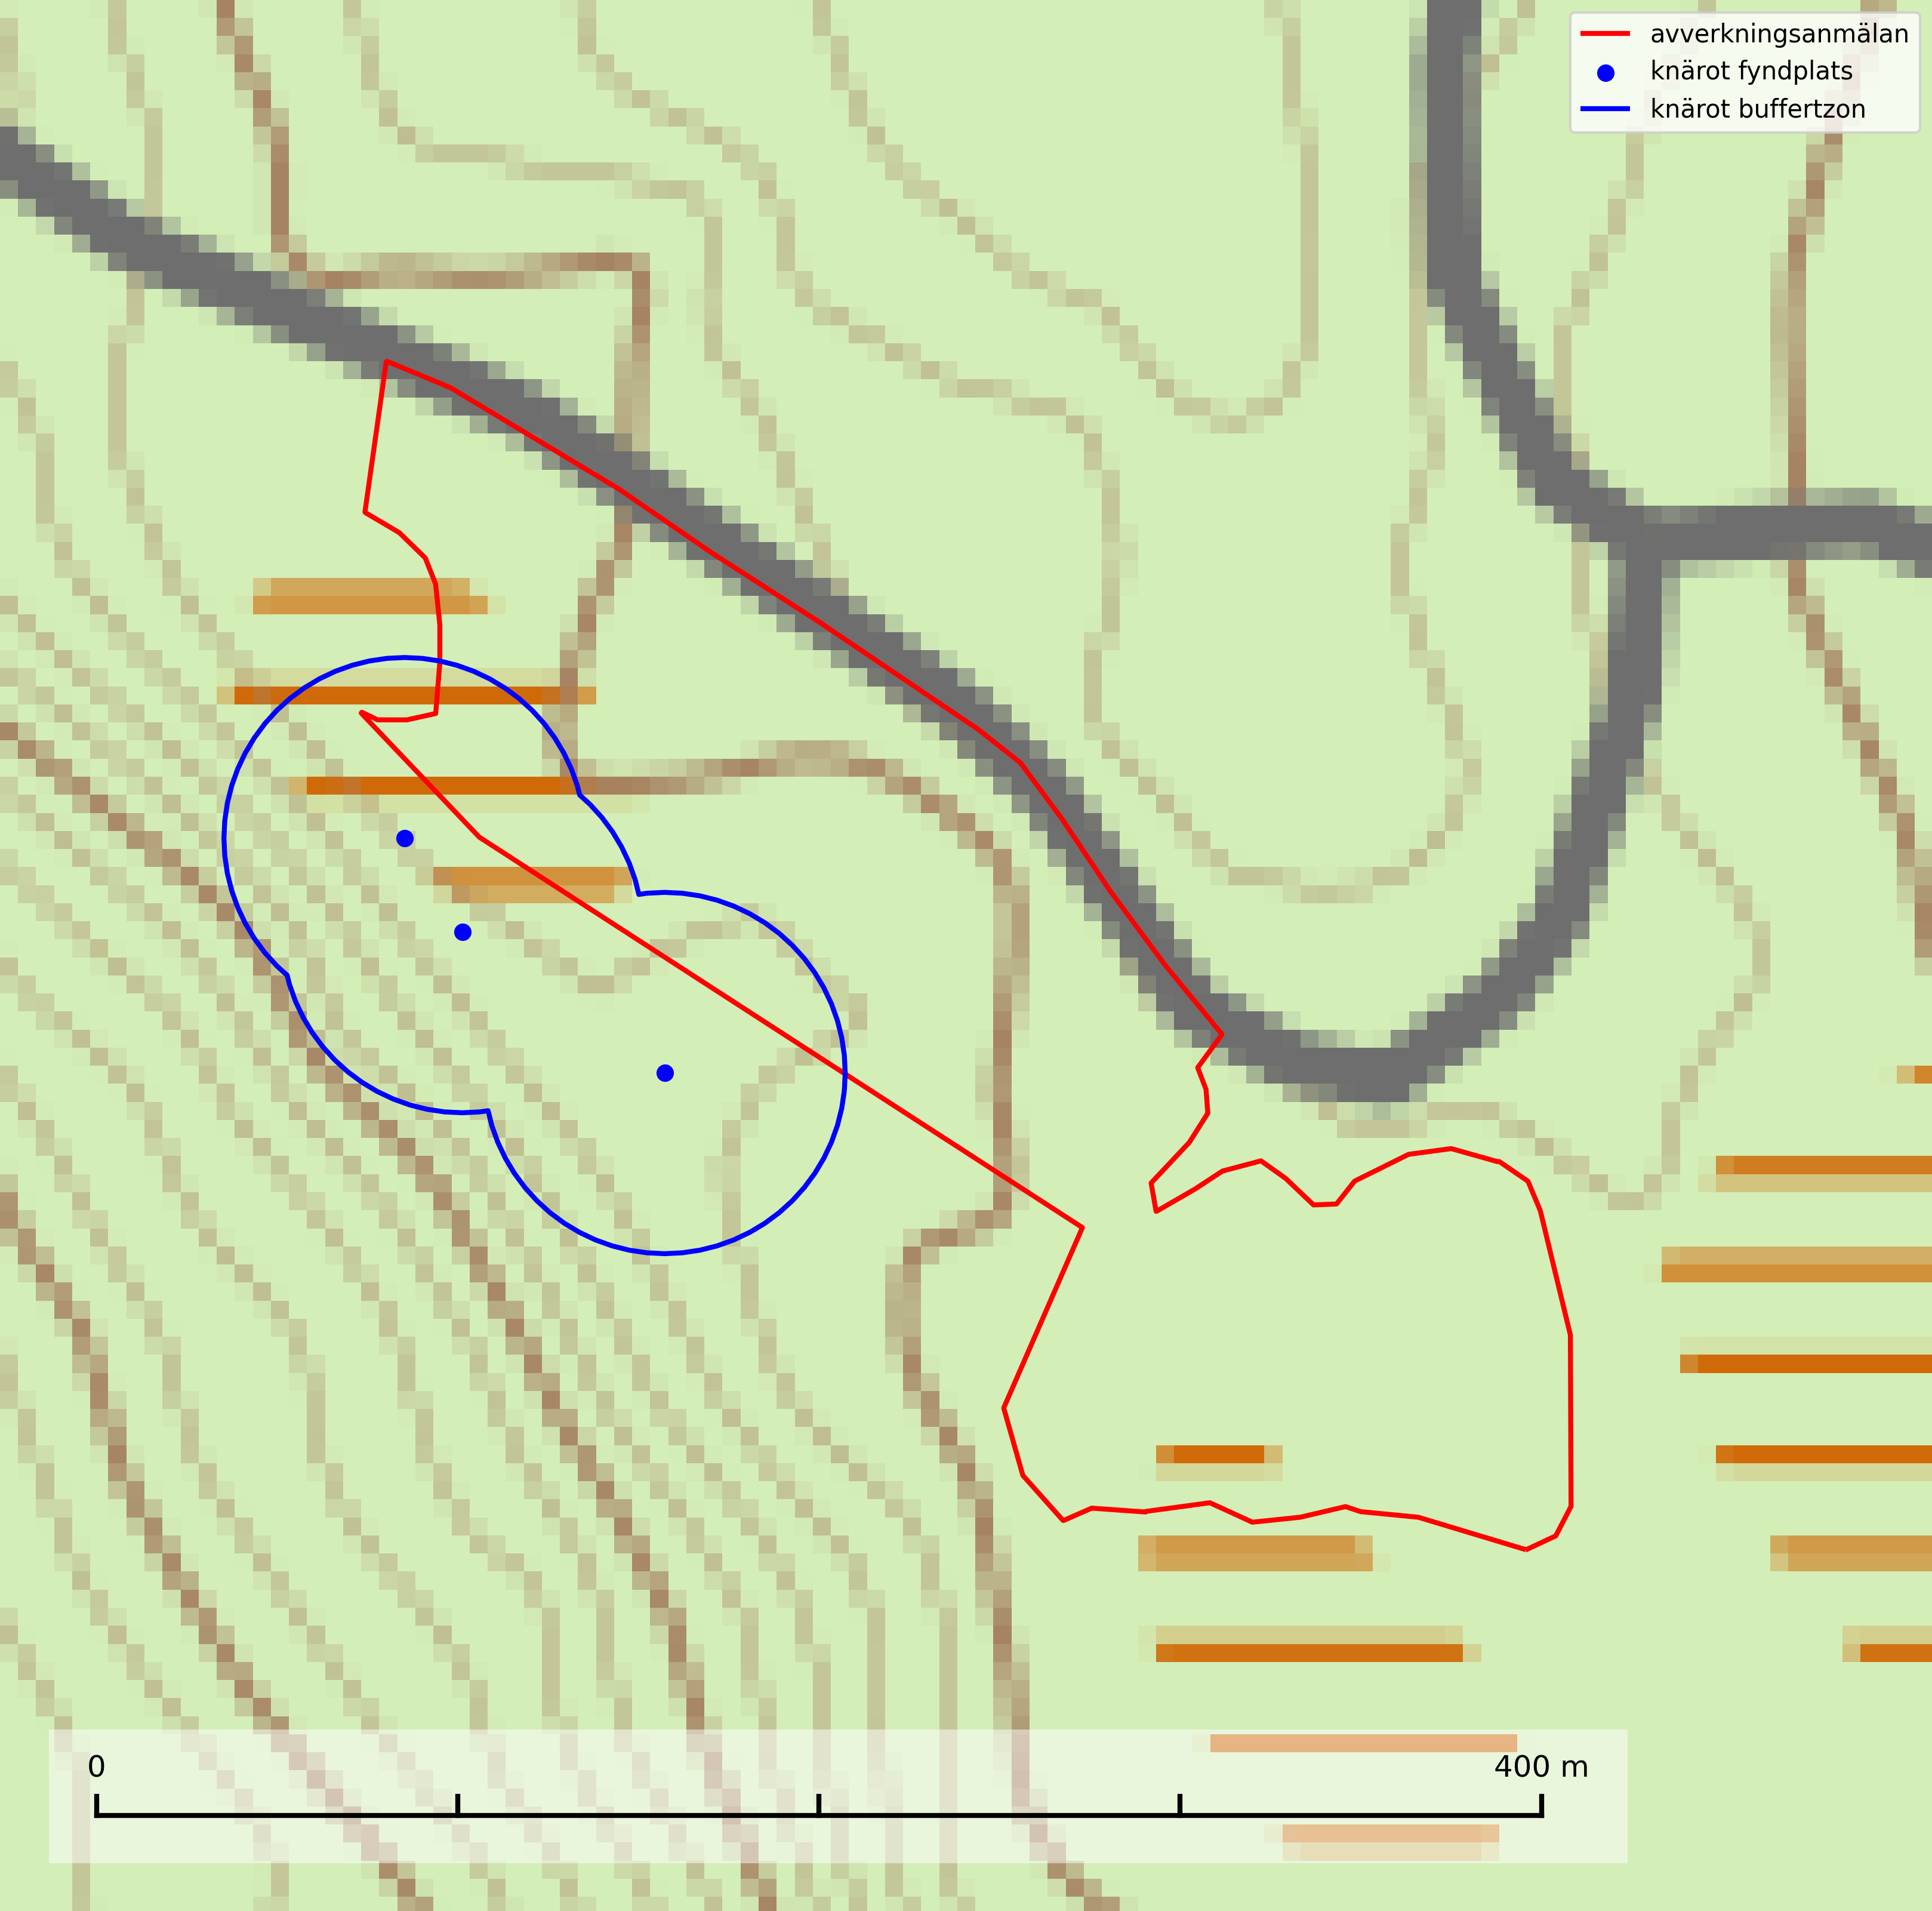 avverkningsanmälan
knärot fyndplats
knärot buffertzon
0
400 m